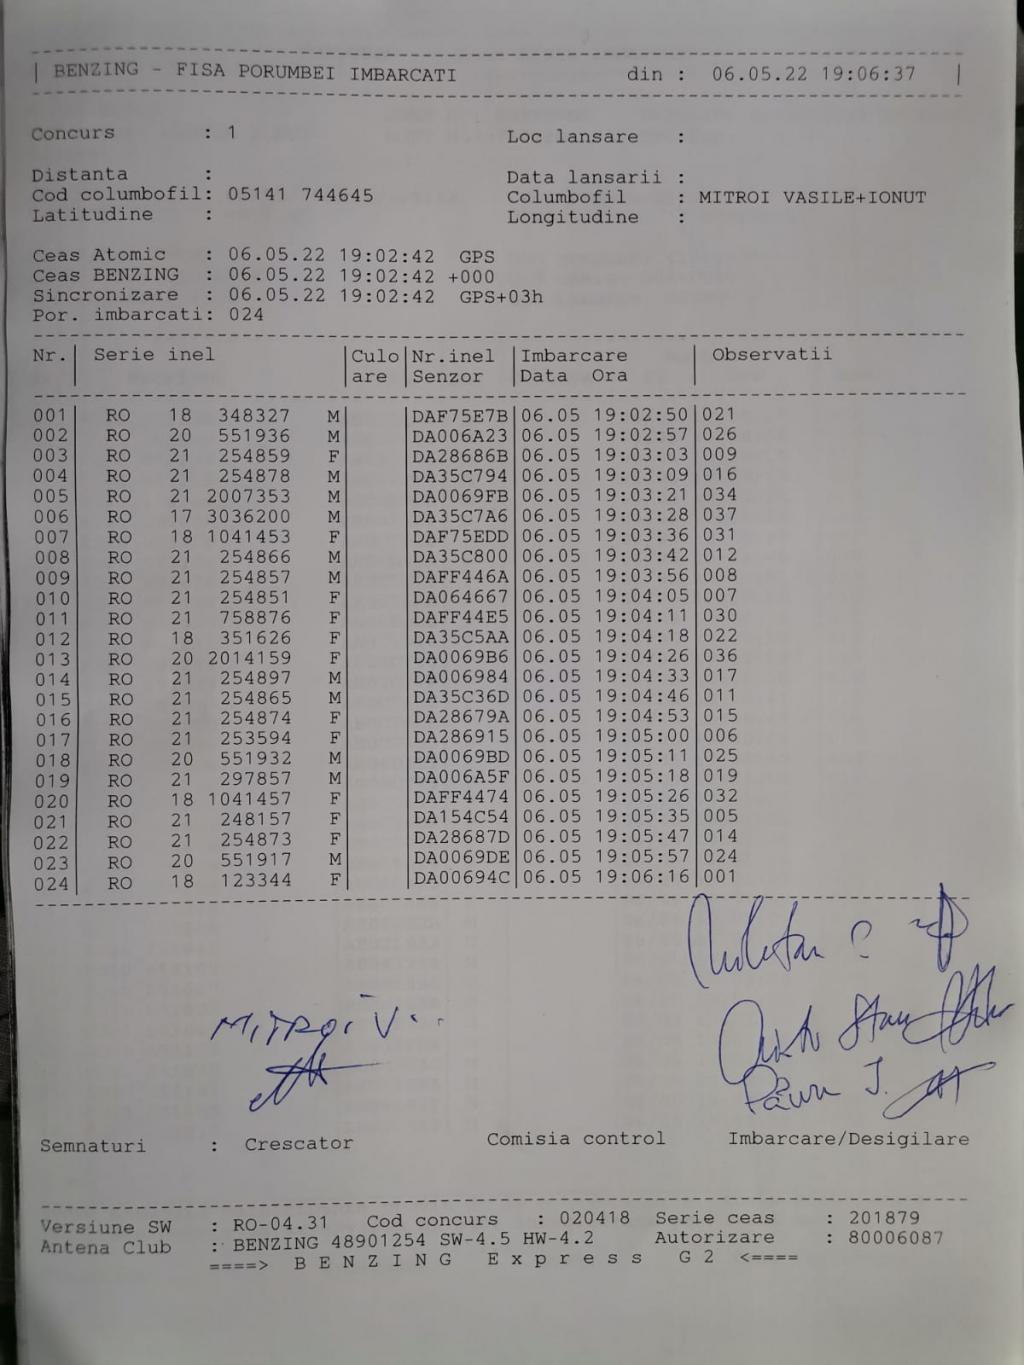 | BENZING - FISA PORUMBEI IMBARCATI din : 06.05.22 19:06:37 |
Concurs : 1 Loc lansare :
Distanta : Data lansarii :
Cod columbofil: 05141 744645 Columbofil : MITROI VASILE+IONUT
Latitudine : Longitudine :
Ceas Atomic : 06.05.22 19:02:42 GPS
Ceas BENZING : 06.05.22 19:02:42 +000
Sincronizare : 06.05.22 19:02:42 GPS+03h
Por. imbarcati: 024
Nr.| Serie inel |Culo|Nr.inel |Imbarcare | Observatii
| |are |Senzor |Data Ora |
001| RO 18 348327 M| |DAF75E7B|06.05 19:02:50|021
002| RO 20 551936 M| |DA006A23|06.05 19:02:57|026
003| RO 21 254859 F| |DA28686B|06.05 19:03:03|009
004| RO 21 254878 M| |DA35C794|06.05 19:03:09|016
005| RO 21 2007353 M| |DA0069FB|06.05 19:03:21|034
006| RO 17 3036200 M| |DA35C7A6|06.05 19:03:28|037
007| RO 18 1041453 F| |DAF75EDD|06.05 19:03:36|031
008| RO 21 254866 M| |DA35C800|06.05 19:03:42|012
009| RO 21 254857 M| |DAFF446A|06.05 19:03:56|008
010| RO 21 254851 F| |DA064667|06.05 19:04:05|007
011| RO 21 758876 F| |DAFF44E5|06.05 19:04:11|030
012| RO 18 351626 F| |DA35C5AA|06.05 19:04:18|022
013| RO 20 2014159 F| |DA0069B6|06.05 19:04:26|036
014| RO 21 254897 M| |DA006984|06.05 19:04:33|017
015| RO 21 254865 M| |DA35C36D|06.05 19:04:46|011
016| RO 21 254874 F| |DA28679A|06.05 19:04:53|015
017| RO 21 253594 F| |DA286915|06.05 19:05:00|006
018| RO 20 551932 M| |DA0069BD|06.05 19:05:11|025
019| RO 21 297857 M| |DA006A5F|06.05 19:05:18|019
020| RO 18 1041457 F| |DAFF4474|06.05 19:05:26|032
021| RO 21 248157 F| |DA154C54|06.05 19:05:35|005
022| RO 21 254873 F| |DA28687D|06.05 19:05:47|014
023| RO 20 551917 M| |DA0069DE|06.05 19:05:57|024
024| RO 18 123344 F| |DA00694C|06.05 19:06:16|001
MITROI V..
Semnaturi : Crescator Comisia control Imbarcare/Desigilare
Versiune SW : RO-04.31 Cod concurs : 020418 Serie ceas : 201879
Antena Club : BENZING 48901254 SW-4.5 HW-4.2 Autorizare : 80006087
====> B E N Z I N G E x p r e s s G 2 <====